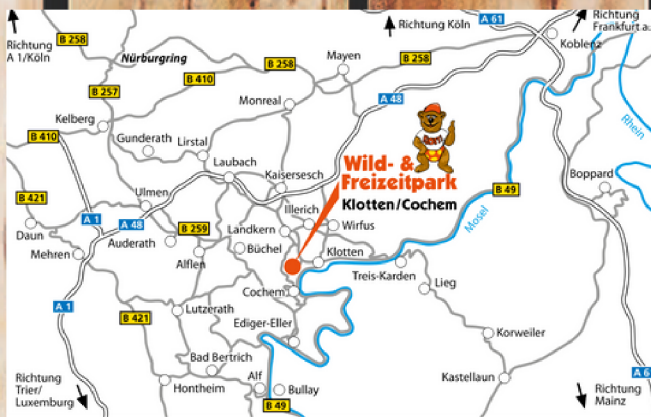 Richtung
A 1/Köln
B 258
Nürburgring
B 258
B 410
B 257
Mayen
B 258
Richtung Köln
A 61
Richtung
Frankfurt a.
Koblenz
Monreal
A 48
Kelberg
Gunderath
Lirstal
B 410
Laubach
Kaisersesch
Wild- &
Freizeitpark
Klotten/Cochem
Rhein
Boppard
B 421
Ulmen
A 1
A 48
B 259
Illerich
Landkern
Wirfus
B 49
Mosel
Daun
Mehren
Auderath
Alflen
Büchel
Klotten
Treis-Karden
Lieg
Cochem
A 1
B 421
Lutzerath
Ediger-Eller
Korweiler
Bad Bertrich
Kastellaun
Richtung
Trier/
Luxemburg
Hontheim
Alf
Bullay
B 49
A 6
Richtung
Mainz